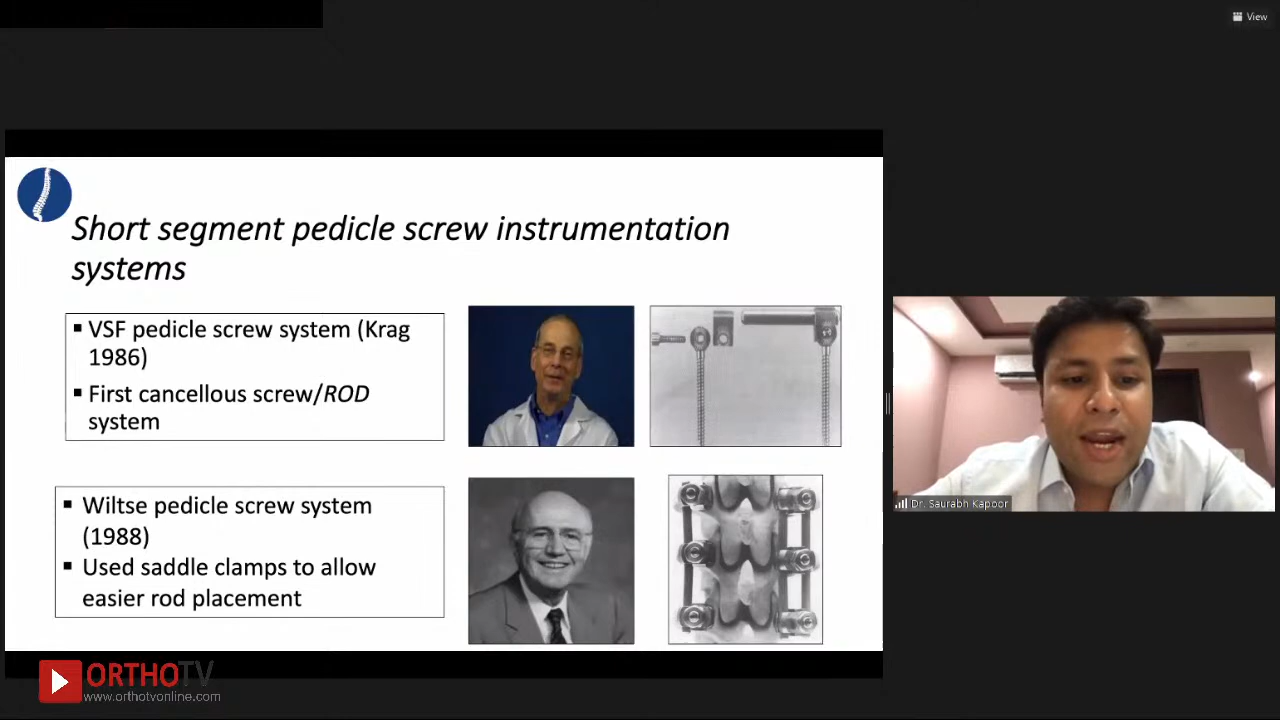 View
Short segment pedicle screw instrumentation
systems
▪ VSF pedicle screw system (Krag
1986)
▪ First cancellous screw/ROD
system
▪ Wiltse pedicle screw system
(1988)
▪ Used saddle clamps to allow
easier rod placement
Dr. Saurabh Kapoor
ORTHOTV
www.orthotvonline.com